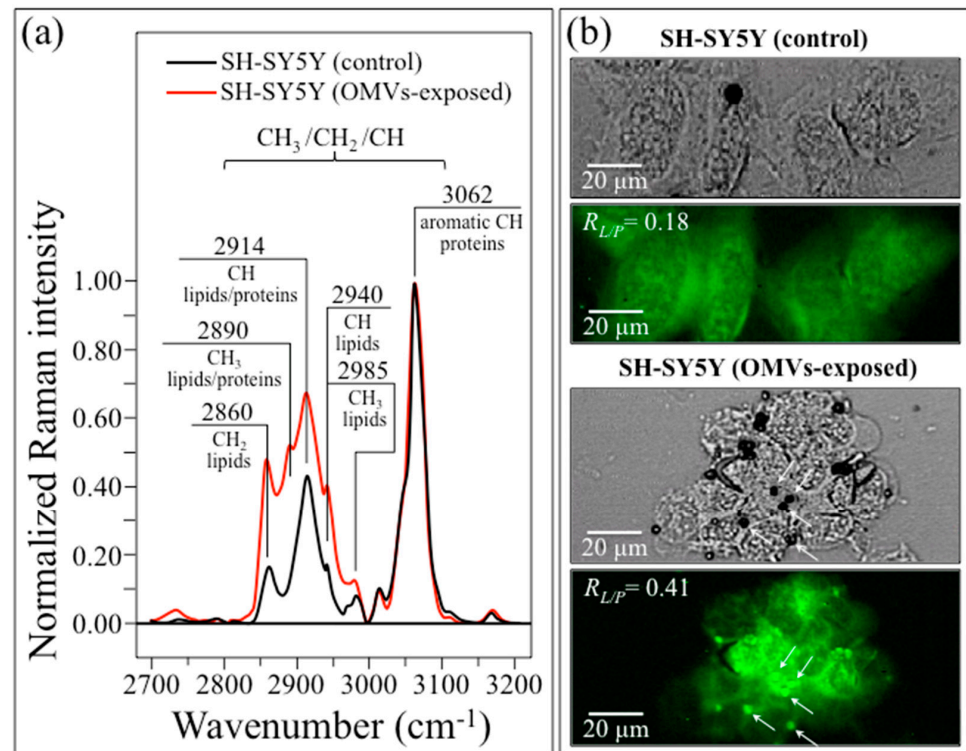 (a)
SH-SY5Y (control)
SH-SY5Y (OMVs-exposed)
CH₃/CH₂/CH
3062
aromatic CH
proteins
2914
CH
lipids/proteins
2940
CH
lipids
2890
CH₃
lipids/proteins
2985
CH₃
lipids
2860
CH₂
lipids
Normalized Raman intensity
1.00
0.80
0.60
0.40
0.20
0.00
2700 2800 2900 3000 3100 3200
Wavenumber (cm⁻¹)
(b)
SH-SY5Y (control)
20 µm
R_L/P = 0.18
20 µm
SH-SY5Y (OMVs-exposed)
20 µm
R_L/P = 0.41
20 µm